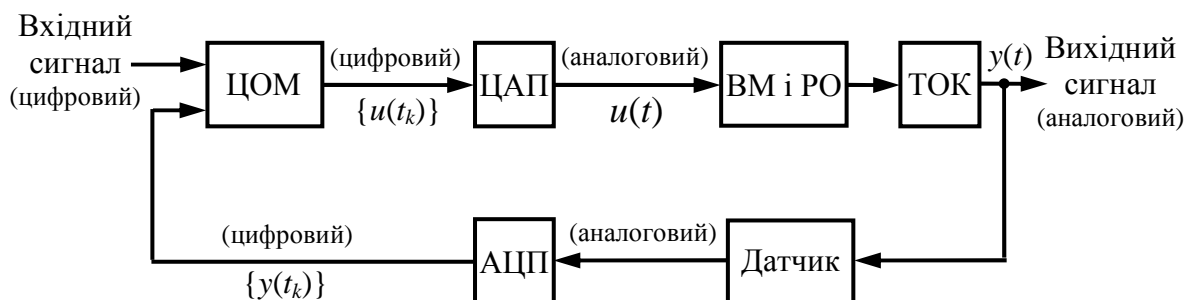 Вхідний
сигнал
(цифровий)
ЦОМ
(цифровий)
{u(tₖ)}
ЦАП
(аналоговий)
u(t)
ВМ і РО
ТОК
y(t)
Вихідний
сигнал
(аналоговий)
(цифровий)
{y(tₖ)}
АЦП
(аналоговий)
Датчик